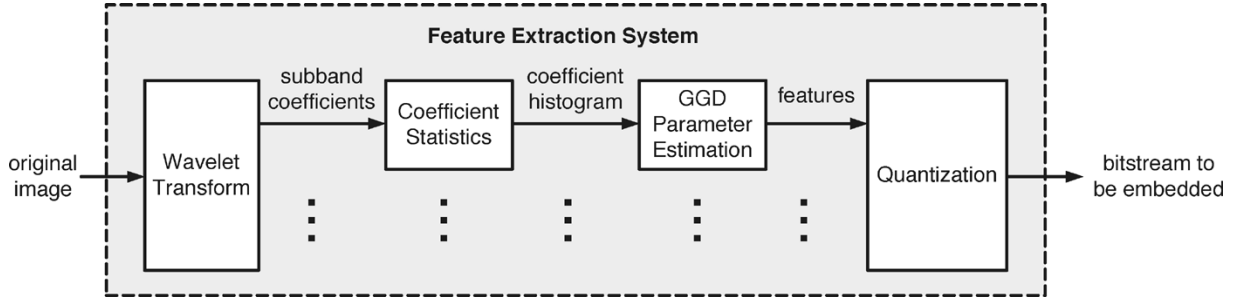 Feature Extraction System
original
image
Wavelet
Transform
subband
coefficients
Coefficient
Statistics
coefficient
histogram
GGD
Parameter
Estimation
features
Quantization
bitstream to
be embedded